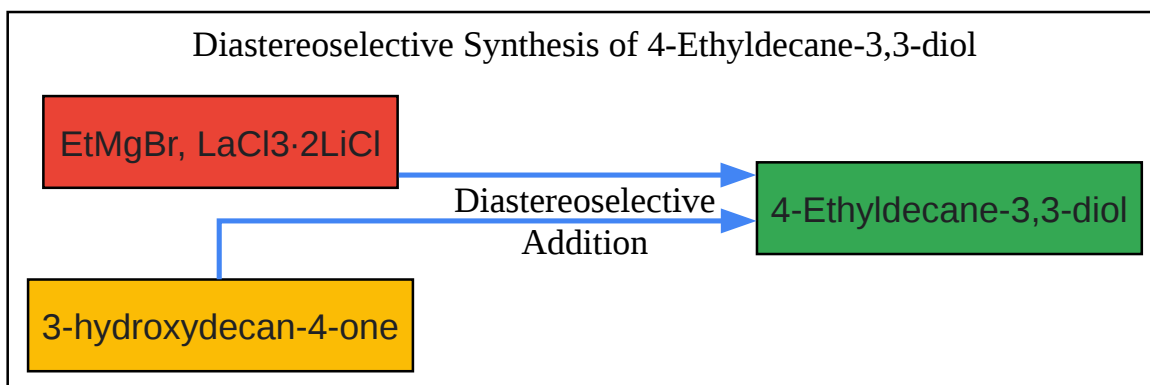 Diastereoselective Synthesis of 4-Ethyldecane-3,3-diol
EtMgBr, LaCl3·2LiCl
Diastereoselective
Addition
4-Ethyldecane-3,3-diol
3-hydroxydecan-4-one